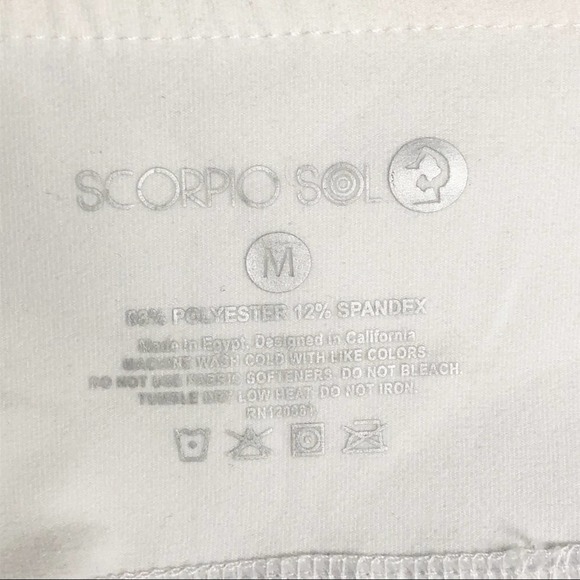 SCORPIO SOL
M
88% POLYESTER 12% SPANDEX
Made in Egypt. Designed in California
MACHINE WASH COLD WITH LIKE COLORS
DO NOT USE FABRIC SOFTENERS. DO NOT BLEACH.
TUMBLE DRY LOW HEAT. DO NOT IRON.